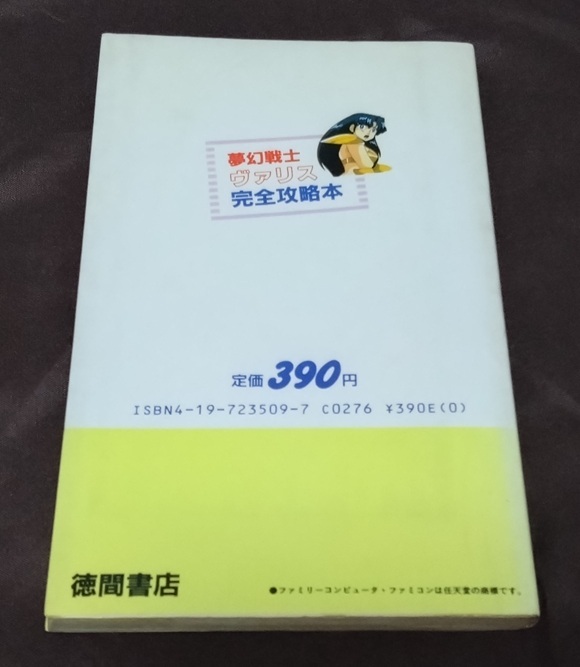 夢幻戦士
ヴァリス
完全攻略本
定価390円
ISBN4-19-723509-7 C0276 ¥390E(0)
徳間書店
●ファミリーコンピュータ・ファミコンは任天堂の商標です。